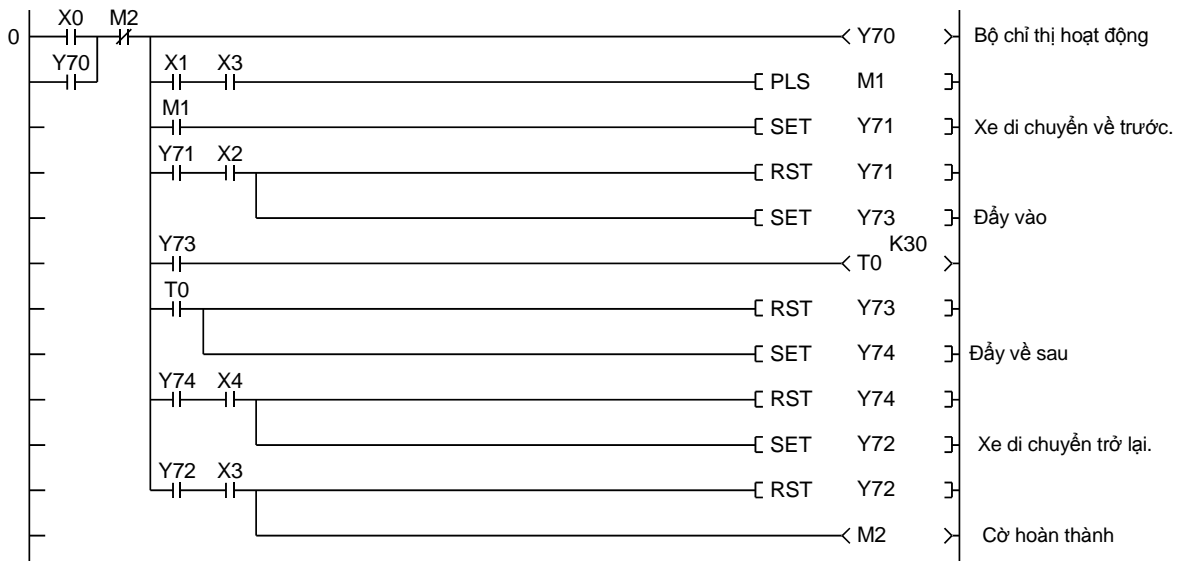 X0 M2
0 Y70 Bộ chỉ thị hoạt động
Y70 X1 X3
PLS M1
M1
SET Y71 Xe di chuyển về trước.
Y71 X2
RST Y71
SET Y73 Đẩy vào
Y73 K30
T0
T0
RST Y73
SET Y74 Đẩy về sau
Y74 X4
RST Y74
SET Y72 Xe di chuyển trở lại.
Y72 X3
RST Y72
M2 Cờ hoàn thành